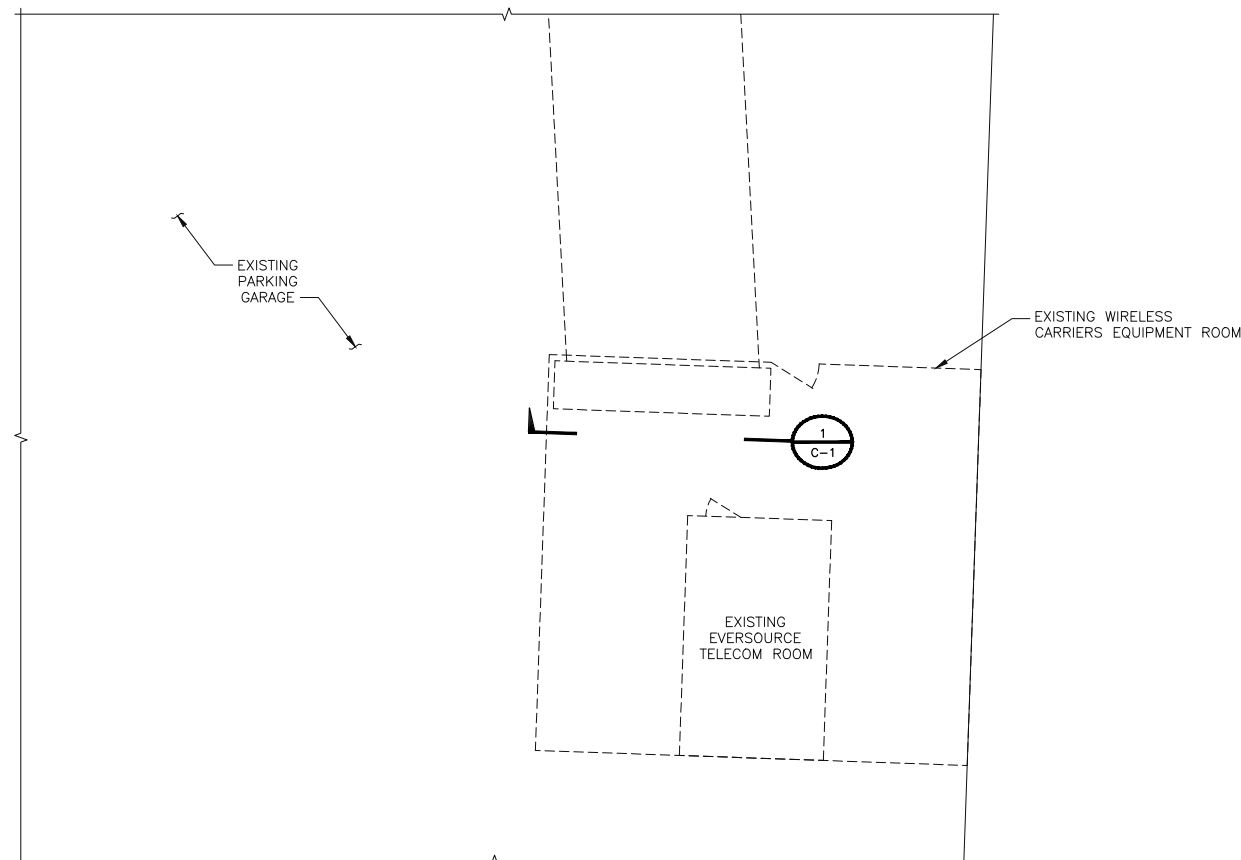 EXISTING
PARKING
GARAGE
EXISTING WIRELESS
CARRIERS EQUIPMENT ROOM
1
C-1
EXISTING
EVERSOURCE
TELECOM ROOM